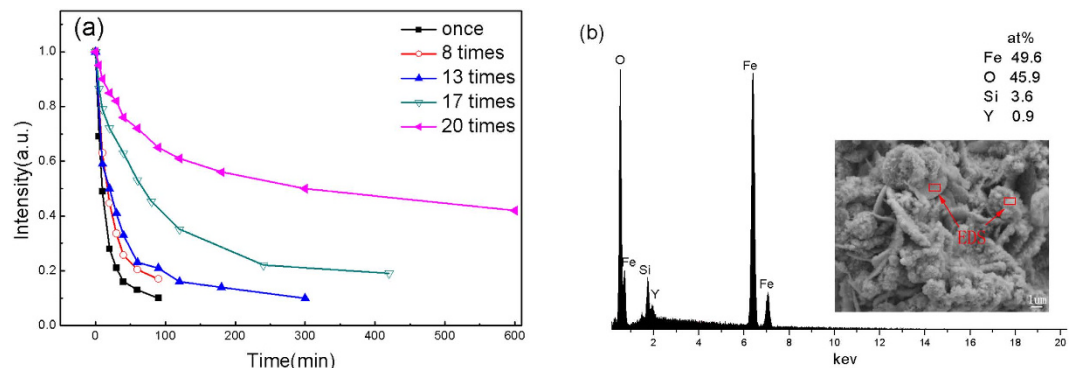 (a)
once
8 times
13 times
17 times
20 times
1.0
0.8
0.6
0.4
0.2
0.0
Intensity(a.u.)
0 100 200 300 400 500 600
Time(min)
(b)
at%
Fe 49.6
O 45.9
Si 3.6
Y 0.9
O
Fe
Fe
Si
Y
Fe
EDS
1um
2 4 6 8 10 12 14 16 18 20
kev